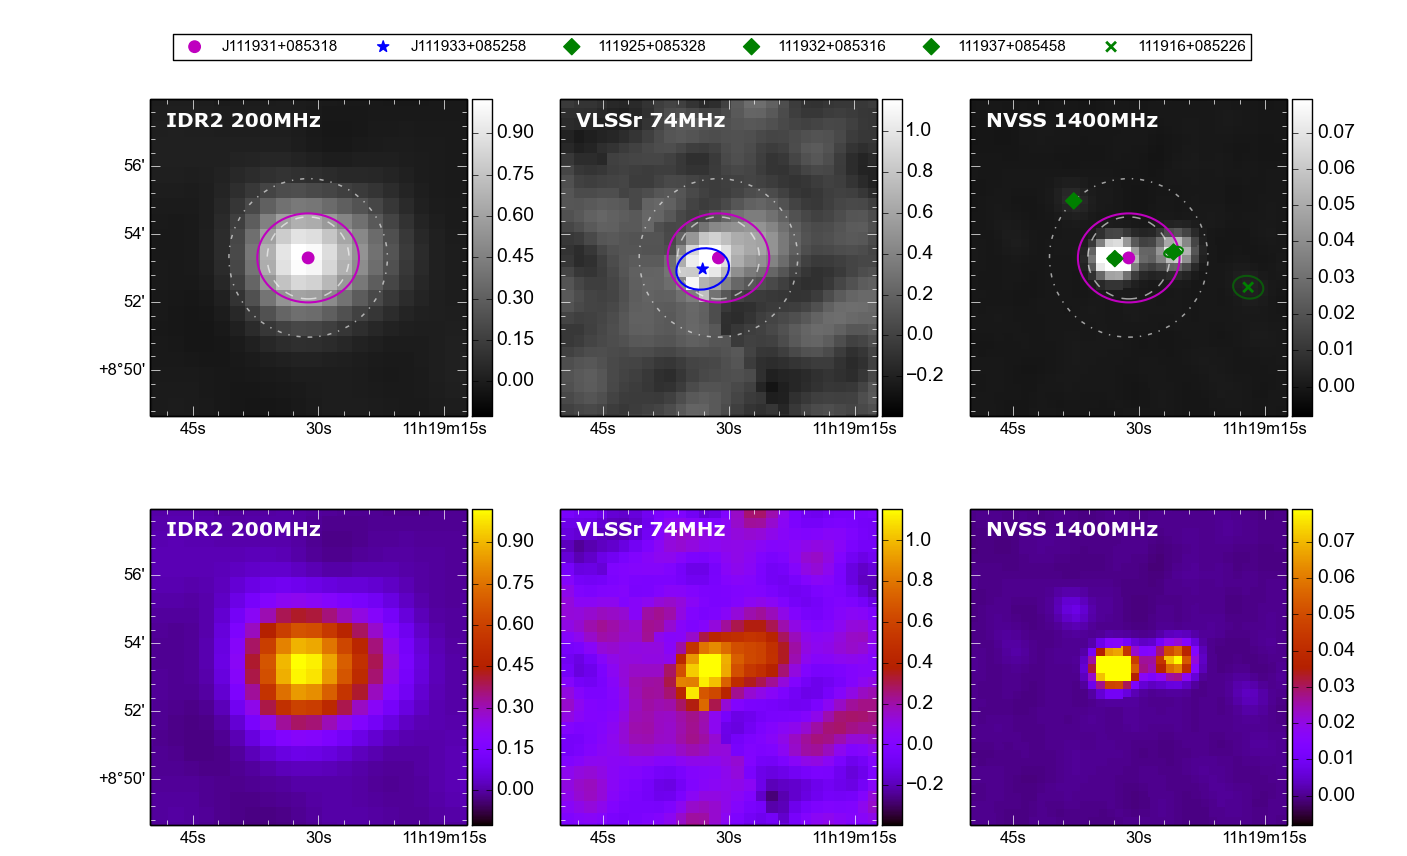 J111931+085318 J111933+085258 111925+085328 111932+085316 111937+085458 111916+085226
IDR2 200MHz VLSSr 74MHz NVSS 1400MHz
56' 54' 52' +8°50'
0.90 0.75 0.60 0.45 0.30 0.15 0.00
1.0 0.8 0.6 0.4 0.2 0.0 −0.2
0.07 0.06 0.05 0.04 0.03 0.02 0.01 0.00
45s 30s 11h19m15s 45s 30s 11h19m15s 45s 30s 11h19m15s
IDR2 200MHz VLSSr 74MHz NVSS 1400MHz
56' 54' 52' +8°50'
0.90 0.75 0.60 0.45 0.30 0.15 0.00
1.0 0.8 0.6 0.4 0.2 0.0 −0.2
0.07 0.06 0.05 0.04 0.03 0.02 0.01 0.00
45s 30s 11h19m15s 45s 30s 11h19m15s 45s 30s 11h19m15s